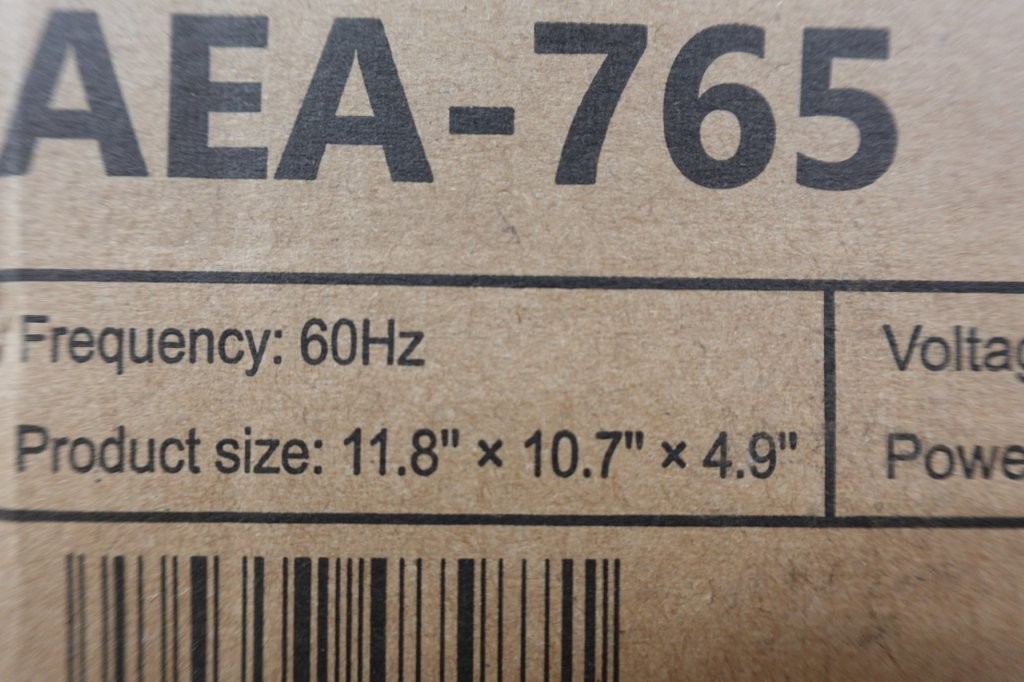 AEA-765
Frequency: 60Hz
Product size: 11.8" × 10.7" × 4.9"